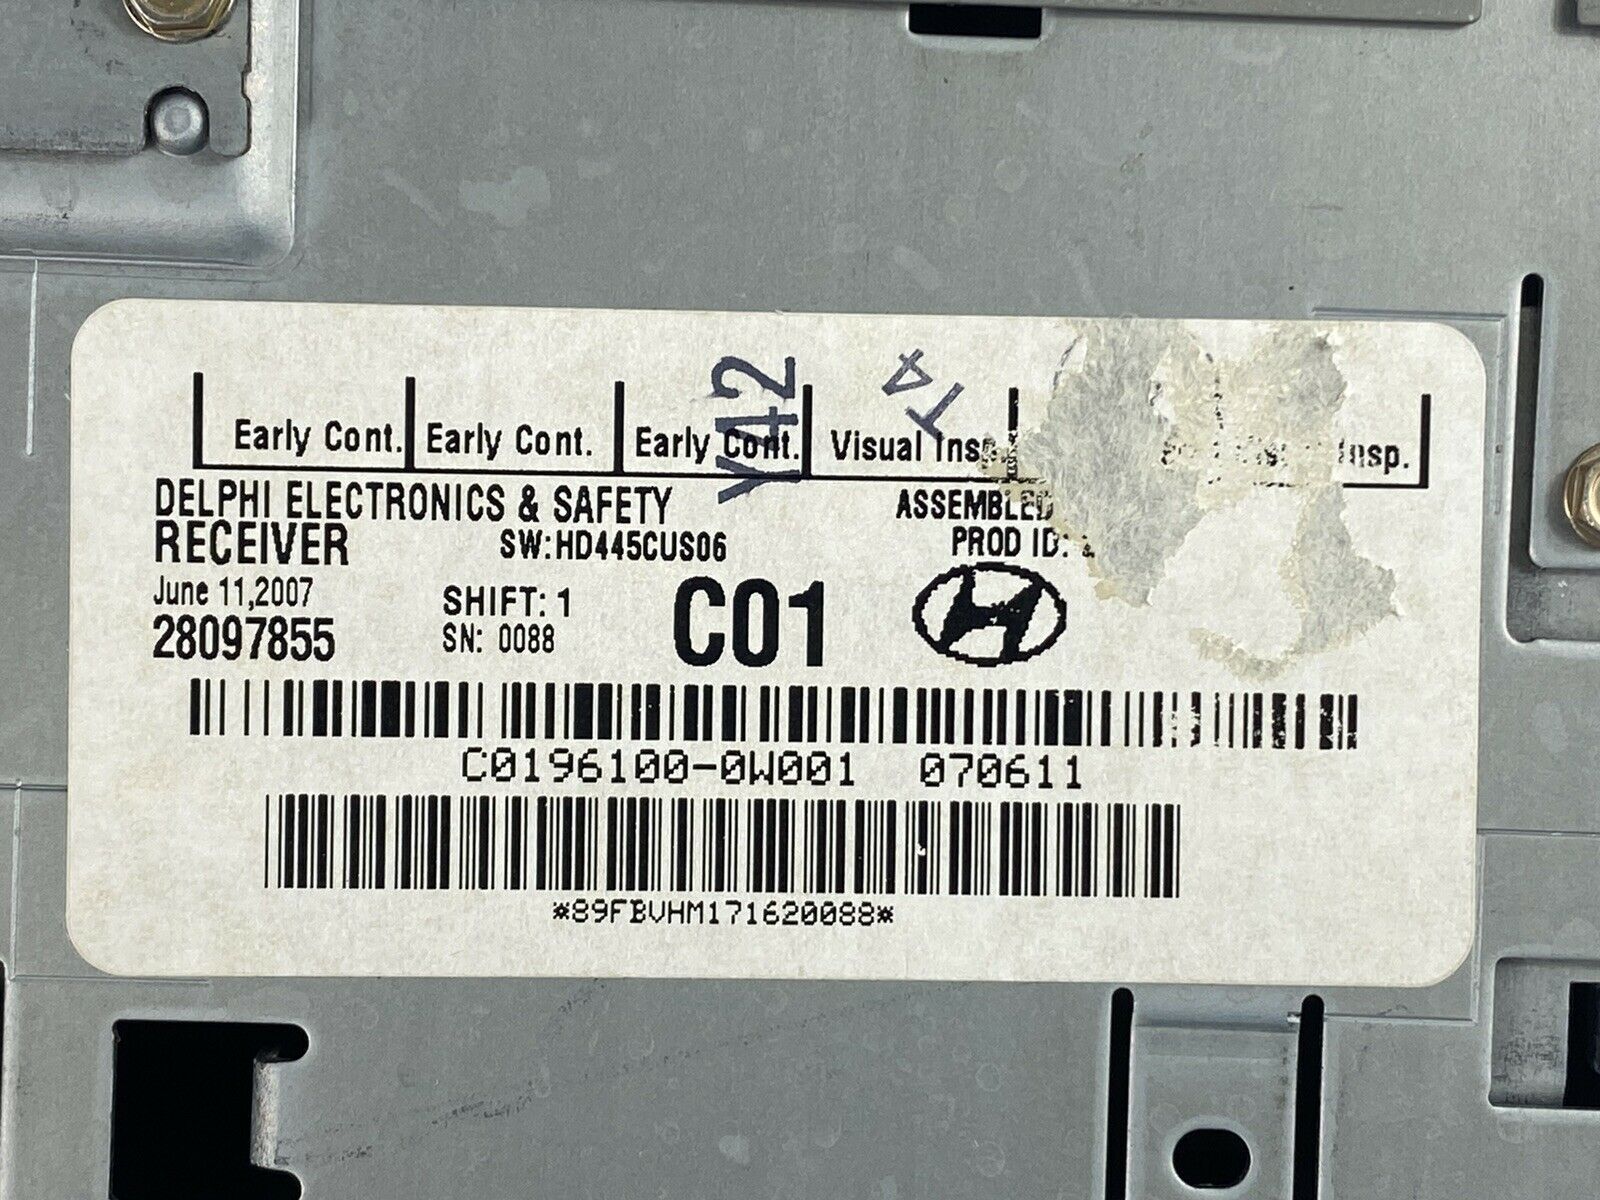 Y42
T4
Early Cont. Early Cont. Early Cont. Visual Insp. Insp.
DELPHI ELECTRONICS & SAFETY ASSEMBLED
RECEIVER SW:HD445CUS06 PROD ID:
June 11,2007 SHIFT: 1 C01
28097855 SN: 0088
C0196100-0W001 070611
*89FBVHM171620088*